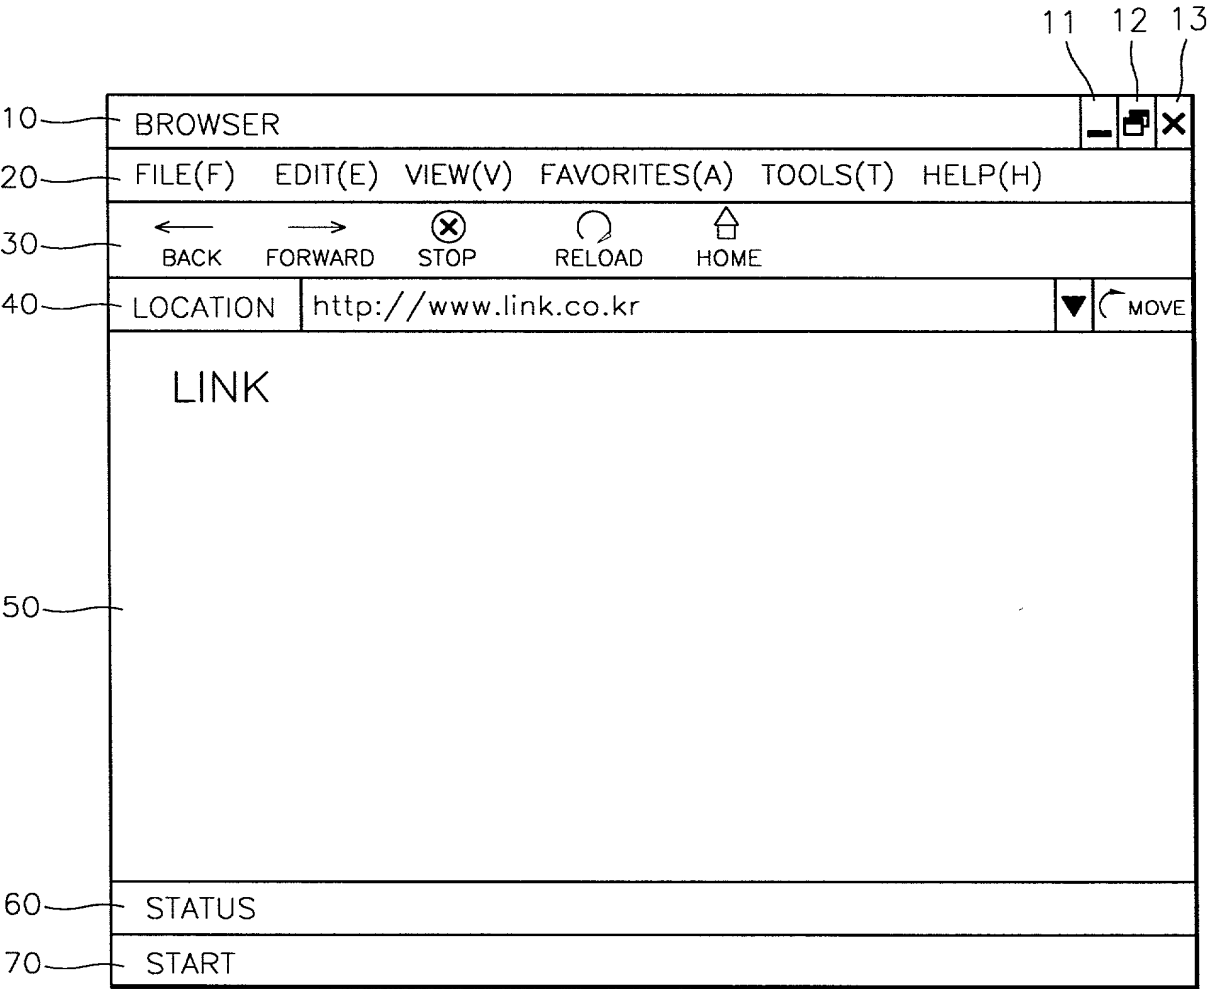 11 12 13
10 BROWSER
20 FILE(F) EDIT(E) VIEW(V) FAVORITES(A) TOOLS(T) HELP(H)
30 BACK FORWARD STOP RELOAD HOME
40 LOCATION http://www.link.co.kr MOVE
LINK
50
60 STATUS
70 START